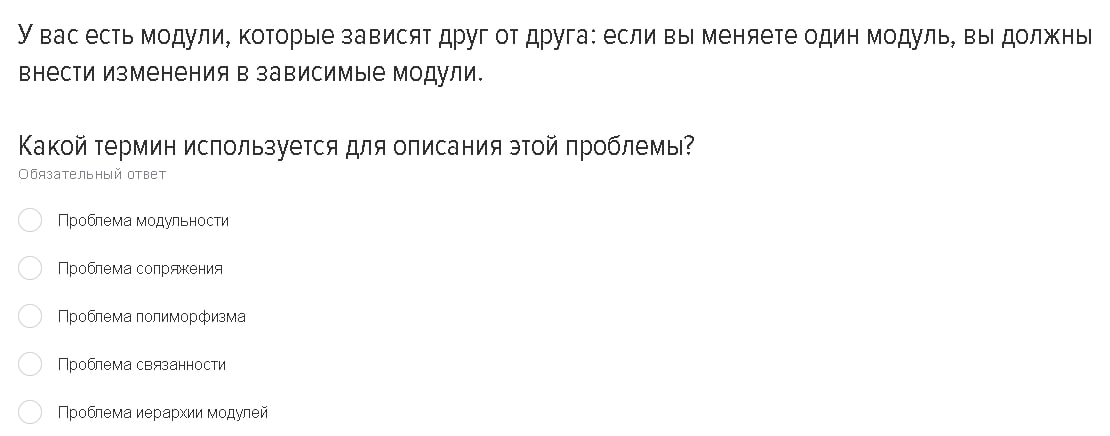 У вас есть модули, которые зависят друг от друга: если вы меняете один модуль, вы должны
внести изменения в зависимые модули.
Какой термин используется для описания этой проблемы?
Обязательный ответ
Проблема модульности
Проблема сопряжения
Проблема полиморфизма
Проблема связанности
Проблема иерархии модулей